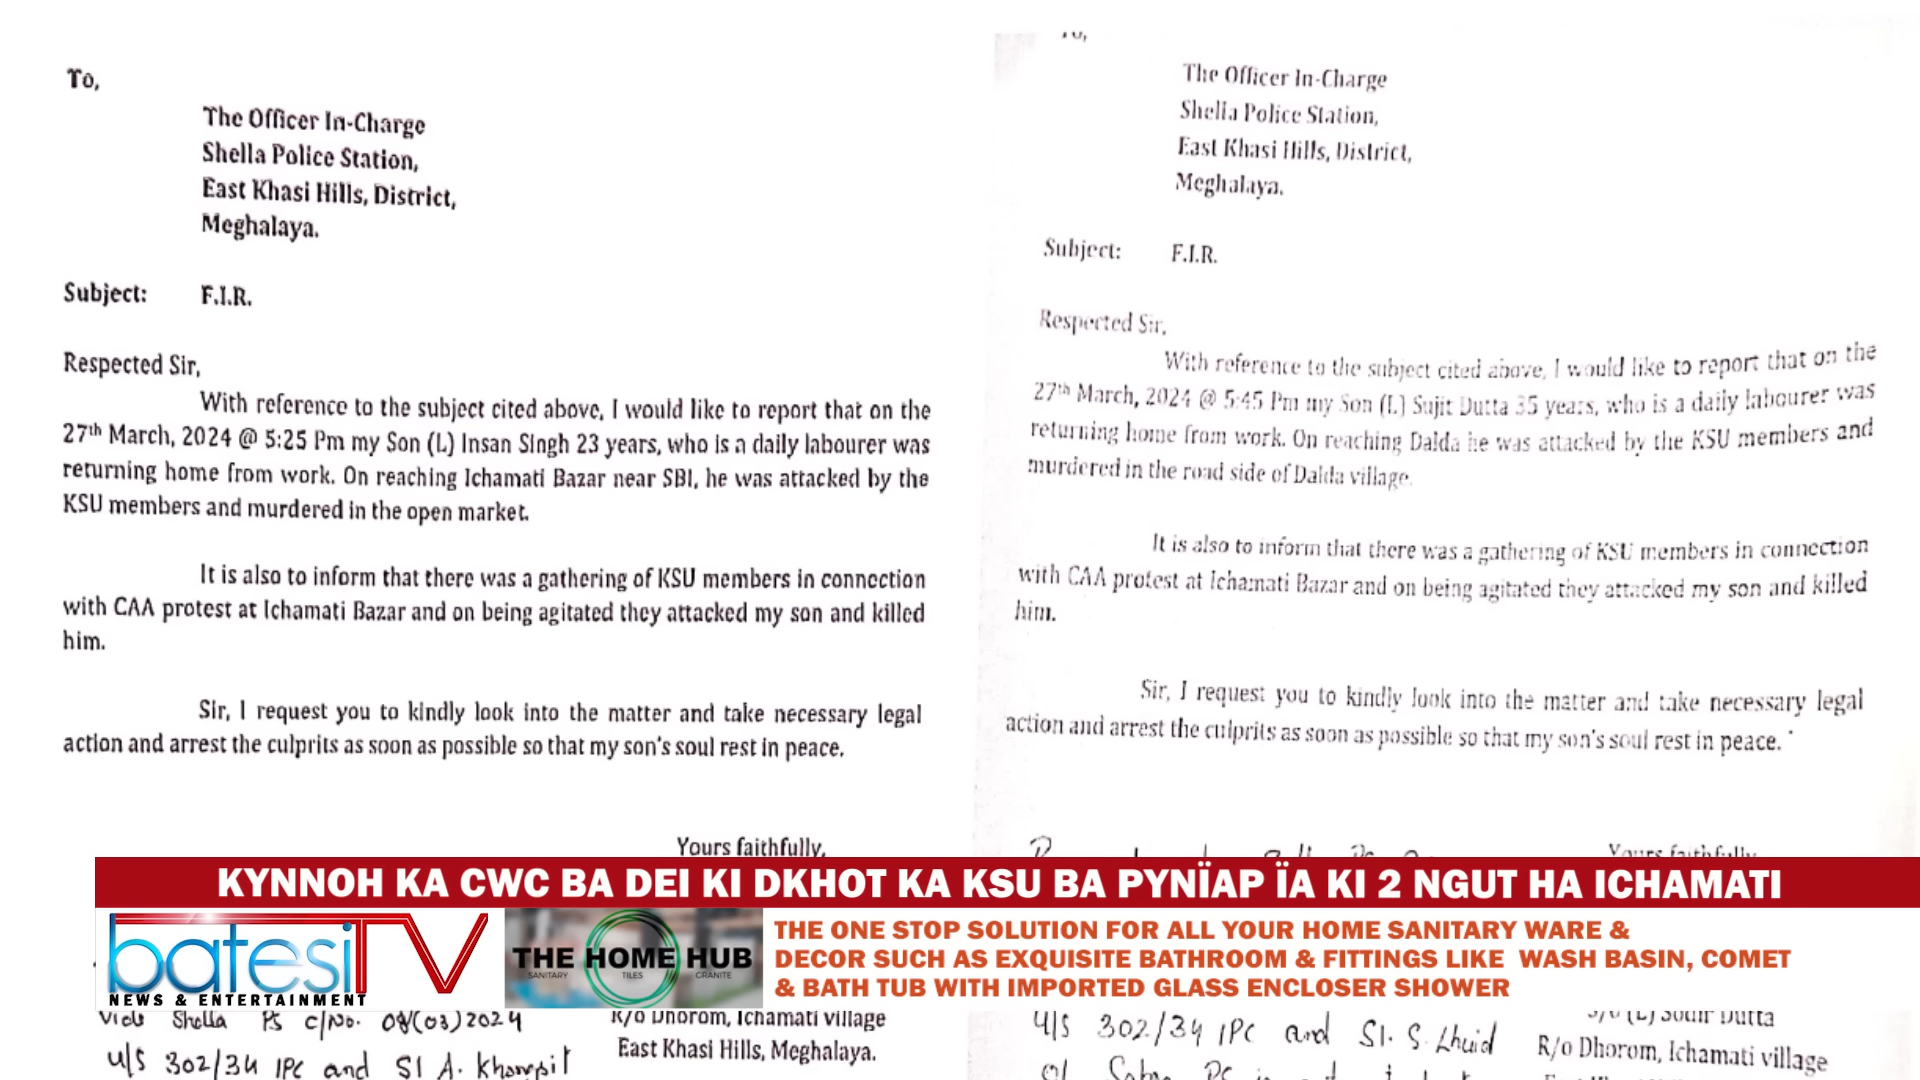 To,
The Officer In-Charge
Shella Police Station,
East Khasi Hills, District,
Meghalaya.
Subject: F.I.R.
Respected Sir,
With reference to the subject cited above, I would like to report that on the
27th March, 2024 @ 5:25 Pm my Son (L) Insan Singh 23 years, who is a daily labourer was
returning home from work. On reaching Ichamati Bazar near SBI, he was attacked by the
KSU members and murdered in the open market.
It is also to inform that there was a gathering of KSU members in connection
with CAA protest at Ichamati Bazar and on being agitated they attacked my son and killed
him.
Sir, I request you to kindly look into the matter and take necessary legal
action and arrest the culprits as soon as possible so that my son's soul rest in peace.
Yours faithfully,
Vide Shella PS C/No. 08(03)2024
u/s 302/34 IPC and SI A.
R/o Dhorom, Ichamati village
East Khasi Hills, Meghalaya.
To,
The Officer In-Charge
Shella Police Station,
East Khasi Hills, District,
Meghalaya.
Subject: F.I.R.
Respected Sir,
With reference to the subject cited above, I would like to report that on the
27th March, 2024 @ 5:45 Pm my Son (L) Sujit Dutta 35 years, who is a daily labourer was
returning home from work. On reaching Dalda he was attacked by the KSU members and
murdered in the road side of Dalda village.
It is also to inform that there was a gathering of KSU members in connection
with CAA protest at Ichamati Bazar and on being agitated they attacked my son and killed
him.
Sir, I request you to kindly look into the matter and take necessary legal
action and arrest the culprits as soon as possible so that my son's soul rest in peace.
Yours faithfully,
u/s 302/34 IPC and SI. S.
S/o (L) Sudir Dutta
R/o Dhorom, Ichamati village
KYNNOH KA CWC BA DEI KI DKHOT KA KSU BA PYNÏAP ÏA KI 2 NGUT HA ICHAMATI
batesi TV
NEWS & ENTERTAINMENT
THE HOME HUB
SANITARY TILES GRANITE
THE ONE STOP SOLUTION FOR ALL YOUR HOME SANITARY WARE &
DECOR SUCH AS EXQUISITE BATHROOM & FITTINGS LIKE WASH BASIN, COMET
& BATH TUB WITH IMPORTED GLASS ENCLOSER SHOWER